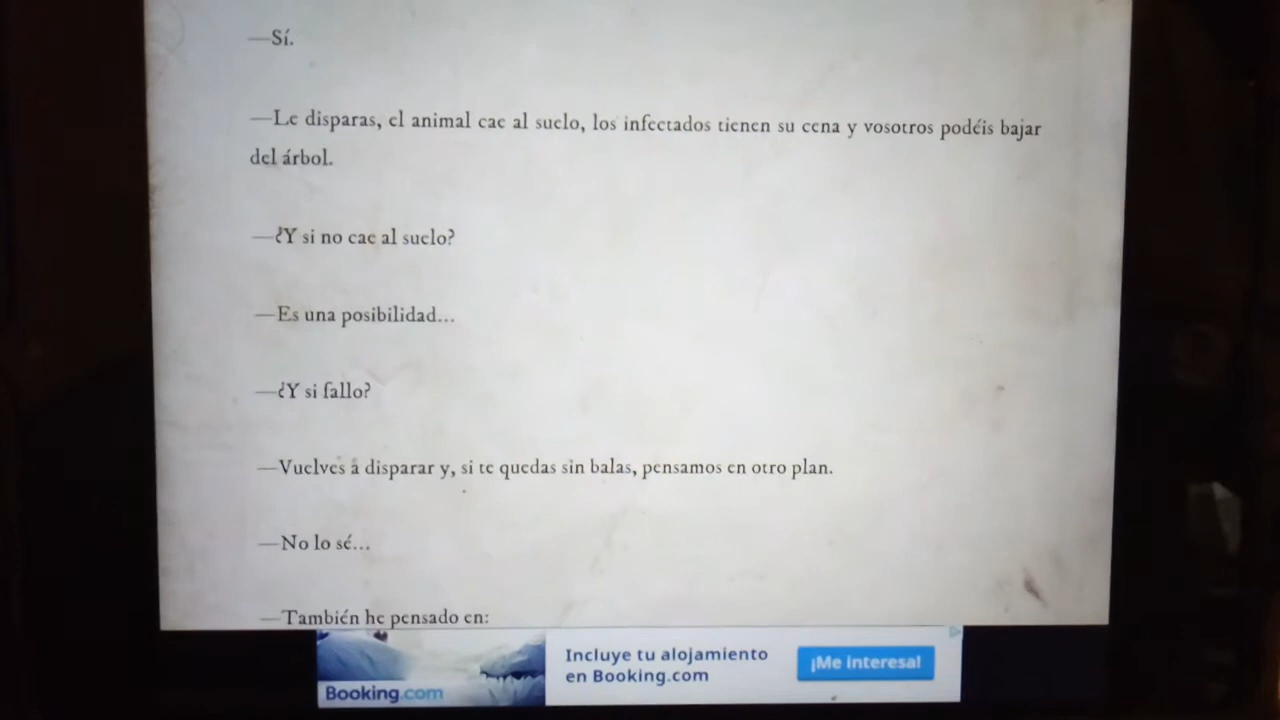 —Sí.
—Le disparas, el animal cae al suelo, los infectados tienen su cena y vosotros podéis bajar
del árbol.
—¿Y si no cae al suelo?
—Es una posibilidad...
—¿Y si fallo?
—Vuelves a disparar y, si te quedas sin balas, pensamos en otro plan.
—No lo sé...
—También he pensado en:
Incluye tu alojamiento
en Booking.com
¡Me interesa!
Booking.com